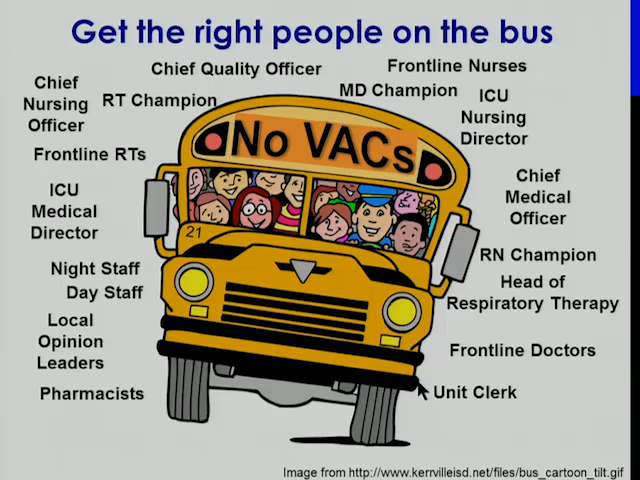 Get the right people on the bus
Chief Quality Officer
Frontline Nurses
Chief
Nursing
Officer
RT Champion
MD Champion
ICU
Nursing
Director
No VACs
Frontline RTs
ICU
Medical
Director
Chief
Medical
Officer
21
Night Staff
Day Staff
RN Champion
Head of
Respiratory Therapy
Local
Opinion
Leaders
Frontline Doctors
Pharmacists
Unit Clerk
Image from http://www.kerrvilleisd.net/files/bus_cartoon_tilt.gif